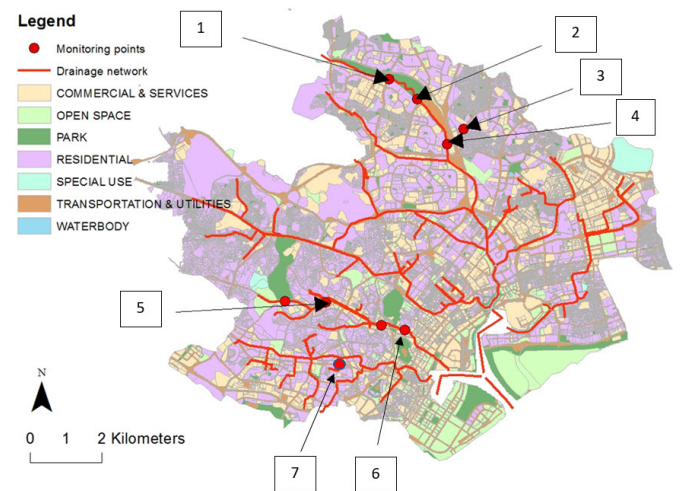 Legend
Monitoring points
Drainage network
COMMERCIAL & SERVICES
OPEN SPACE
PARK
RESIDENTIAL
SPECIAL USE
TRANSPORTATION & UTILITIES
WATERBODY
1
2
3
4
5
N
0 1 2 Kilometers
7
6